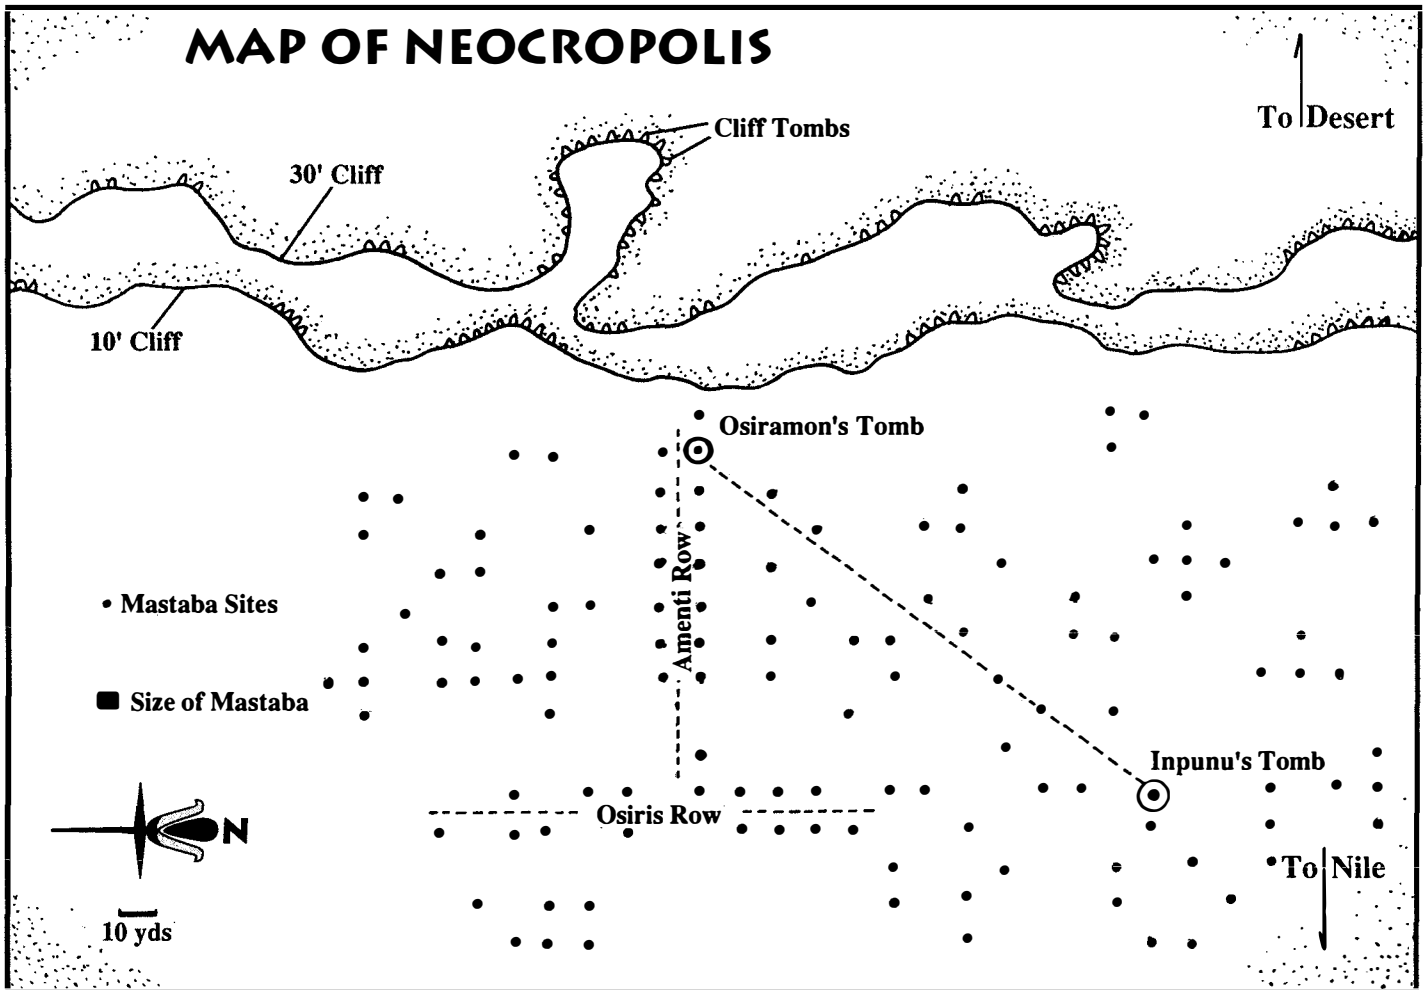 MAP OF NEOCROPOLIS
To Desert
Cliff Tombs
30' Cliff
10' Cliff
Osiramon's Tomb
Amenti Row
Mastaba Sites
Size of Mastaba
Inpunu's Tomb
Osiris Row
N
To Nile
10 yds